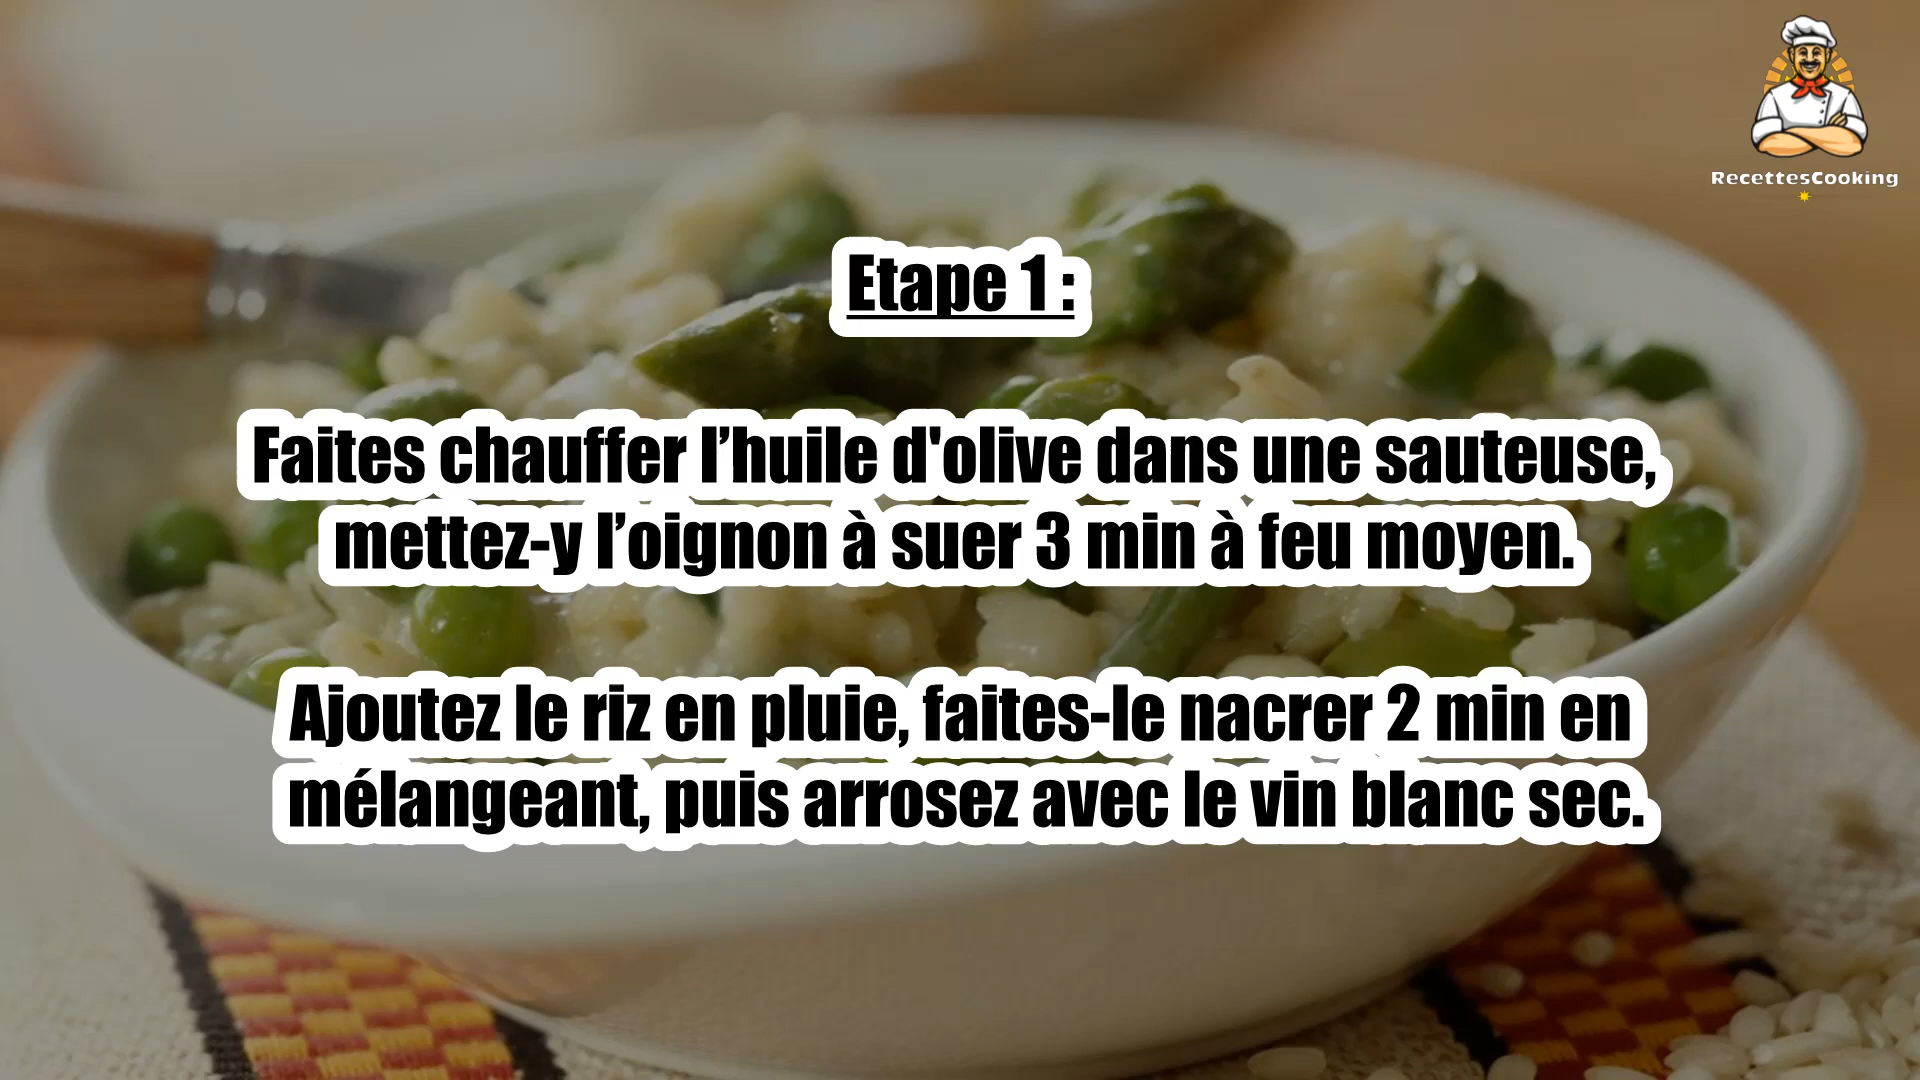 RecettesCooking
Etape 1 :
Faites chauffer l’huile d'olive dans une sauteuse,
mettez-y l’oignon à suer 3 min à feu moyen.
Ajoutez le riz en pluie, faites-le nacrer 2 min en
mélangeant, puis arrosez avec le vin blanc sec.